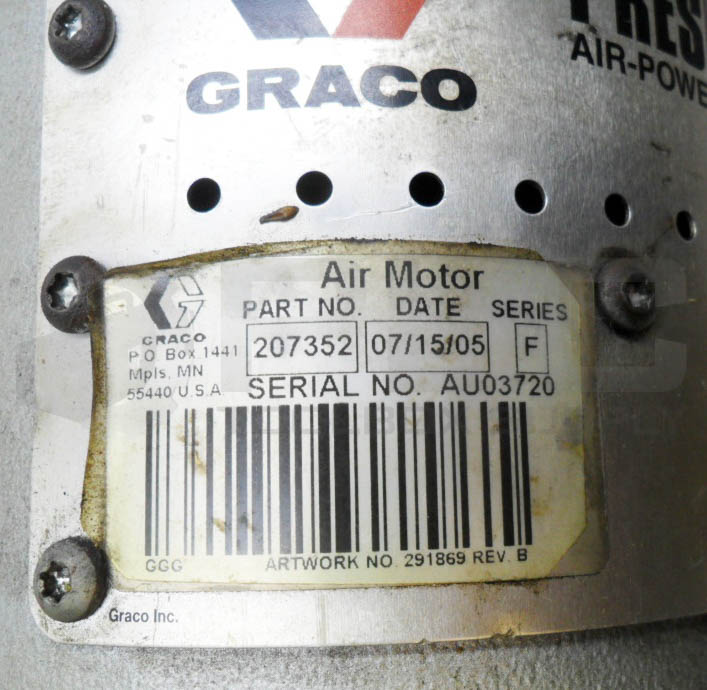 GRACO
AIR-POWE
Air Motor
PART NO. DATE SERIES
207352 07/15/05 F
SERIAL NO. AU03720
GRACO
P.O. Box 1441
Mpls, MN
55440/U.S.A
GGG ARTWORK NO. 291869 REV. B
Graco Inc.